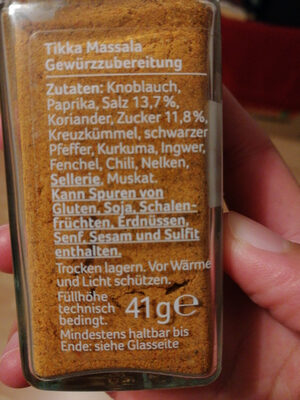 Tikka Massala
Gewürzzubereitung
Zutaten: Knoblauch,
Paprika, Salz 13,7%,
Koriander, Zucker 11,8%,
Kreuzkümmel, schwarzer
Pfeffer, Kurkuma, Ingwer,
Fenchel, Chili, Nelken,
Sellerie, Muskat.
Kann Spuren von
Gluten, Soja, Schalen-
früchten, Erdnüssen,
Senf, Sesam und Sulfit
enthalten.
Trocken lagern. Vor Wärme
und Licht schützen.
Füllhöhe
technisch
bedingt.
41ge
Mindestens haltbar bis
Ende: siehe Glasseite